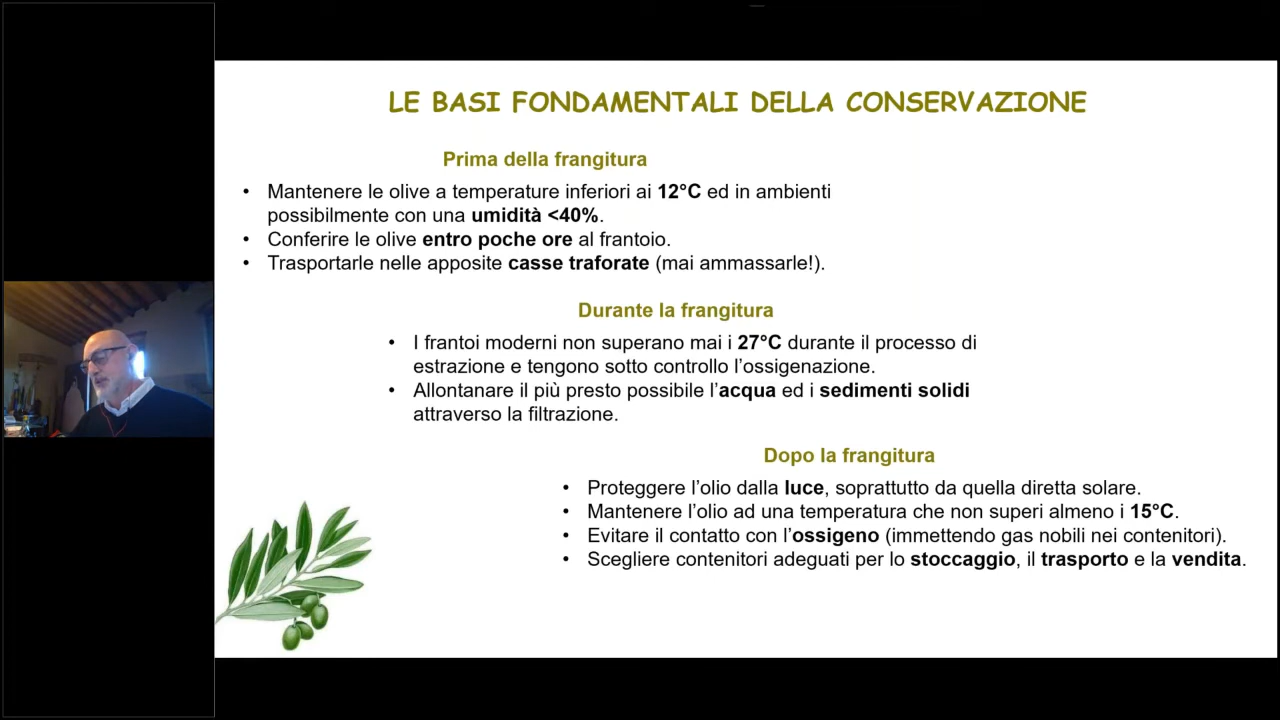 LE BASI FONDAMENTALI DELLA CONSERVAZIONE
Prima della frangitura
• Mantenere le olive a temperature inferiori ai 12°C ed in ambienti
possibilmente con una umidità <40%.
• Conferire le olive entro poche ore al frantoio.
• Trasportarle nelle apposite casse traforate (mai ammassarle!).
Durante la frangitura
• I frantoi moderni non superano mai i 27°C durante il processo di
estrazione e tengono sotto controllo l’ossigenazione.
• Allontanare il più presto possibile l’acqua ed i sedimenti solidi
attraverso la filtrazione.
Dopo la frangitura
• Proteggere l’olio dalla luce, soprattutto da quella diretta solare.
• Mantenere l’olio ad una temperatura che non superi almeno i 15°C.
• Evitare il contatto con l’ossigeno (immettendo gas nobili nei contenitori).
• Scegliere contenitori adeguati per lo stoccaggio, il trasporto e la vendita.